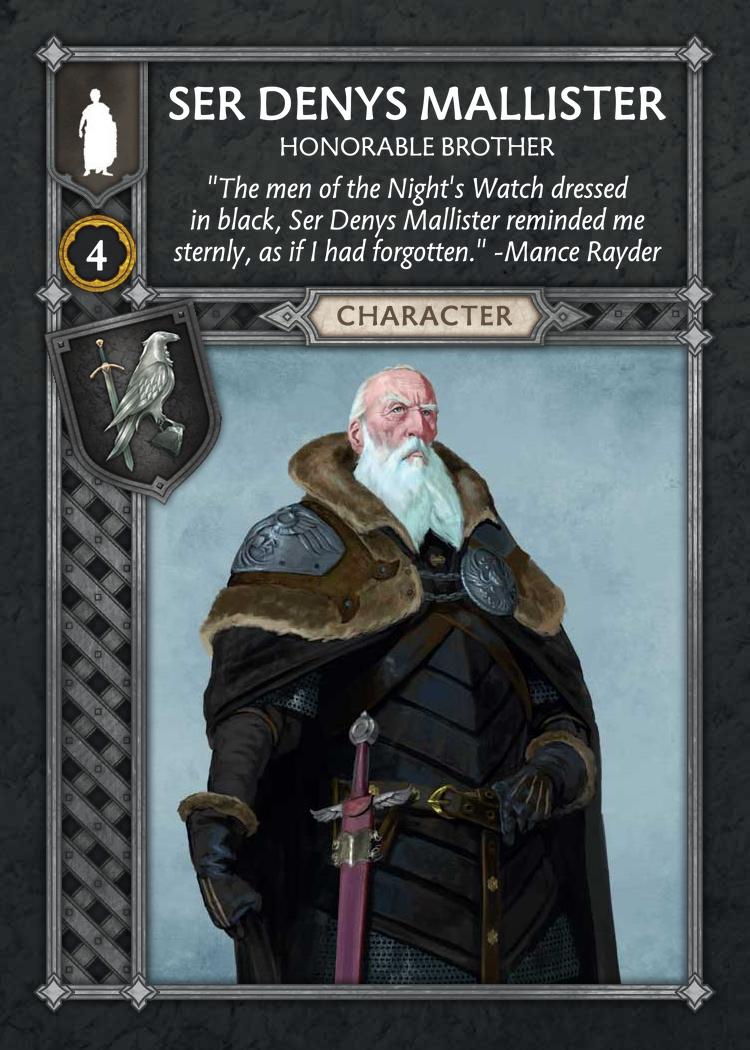 SER DENYS MALLISTER
HONORABLE BROTHER
"The men of the Night's Watch dressed
in black, Ser Denys Mallister reminded me
sternly, as if I had forgotten." -Mance Rayder
4
CHARACTER